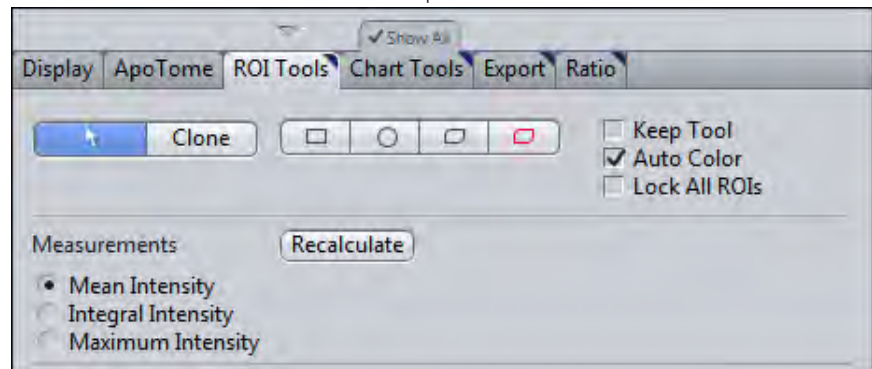 Show All
Display ApoTome ROI Tools Chart Tools Export Ratio
Clone
Keep Tool
Auto Color
Lock All ROIs
Measurements Recalculate
Mean Intensity
Integral Intensity
Maximum Intensity